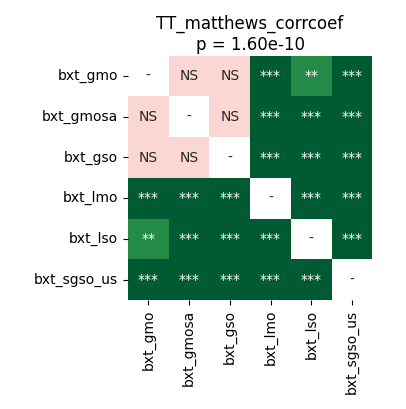 TT_matthews_corrcoef
p = 1.60e-10
bxt_gmo - NS NS *** ** ***
bxt_gmosa NS - NS *** *** ***
bxt_gso NS NS - *** *** ***
bxt_lmo *** *** *** - *** ***
bxt_lso ** *** *** *** - ***
bxt_sgso_us *** *** *** *** *** -
bxt_gmo
bxt_gmosa
bxt_gso
bxt_lmo
bxt_lso
bxt_sgso_us